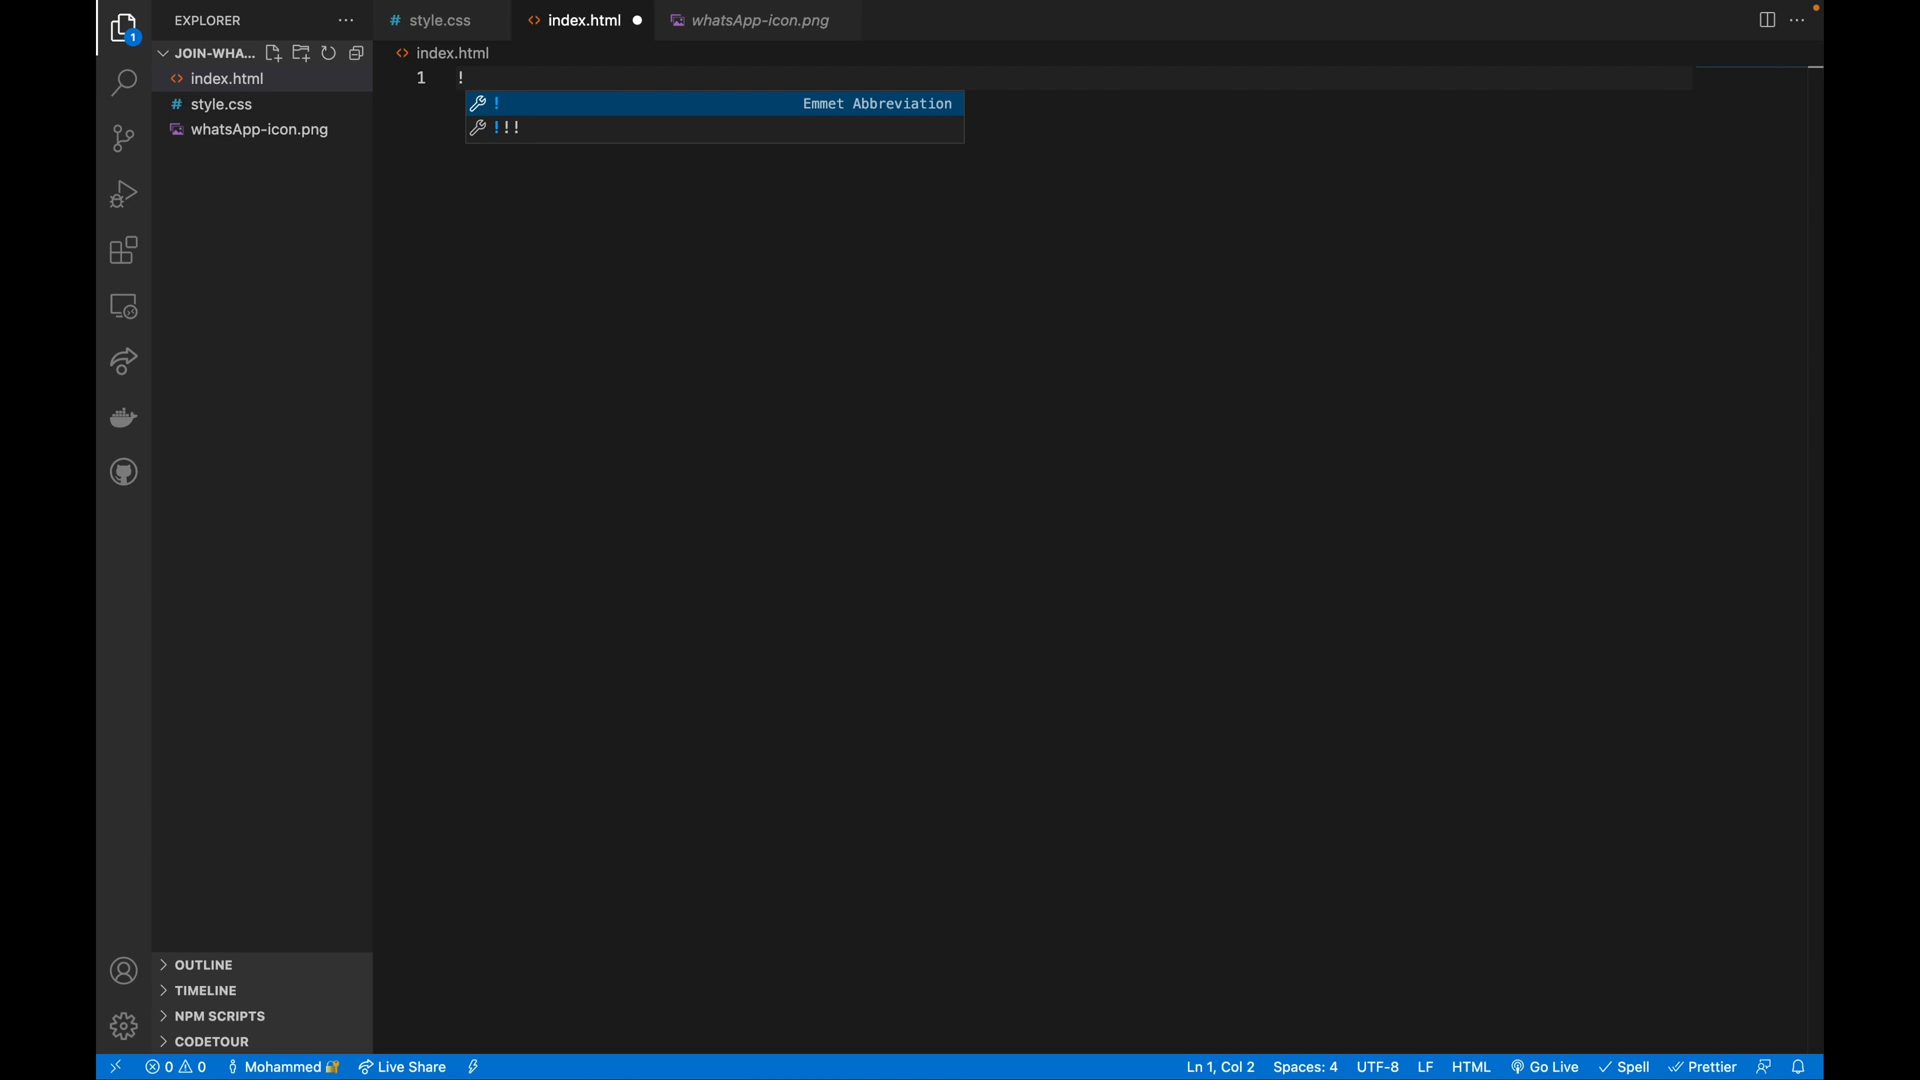 EXPLORER
# style.css
<> index.html
whatsApp-icon.png
JOIN-WHA...
<> index.html
# style.css
whatsApp-icon.png
<> index.html
1 !
! Emmet Abbreviation
!!!
1
OUTLINE
TIMELINE
NPM SCRIPTS
CODETOUR
0 0 Mohammed Live Share Ln 1, Col 2 Spaces: 4 UTF-8 LF HTML Go Live Spell Prettier